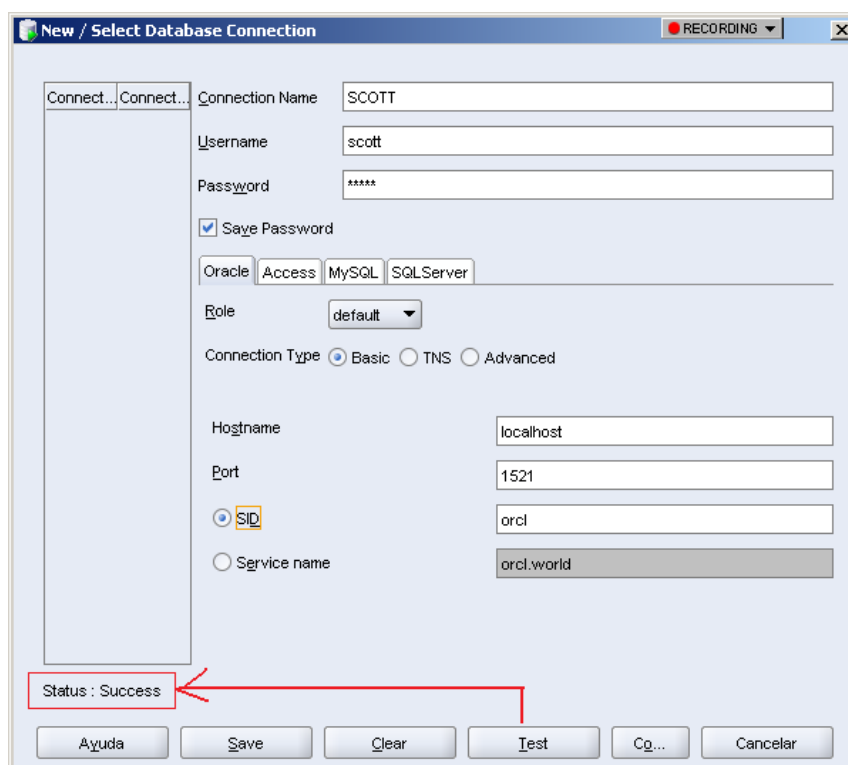 New / Select Database Connection
RECORDING
Connect... Connect...
Connection Name SCOTT
Username scott
Password *****
Save Password
Oracle Access MySQL SQLServer
Role default
Connection Type Basic TNS Advanced
Hostname localhost
Port 1521
SID orcl
Service name orcl.world
Status : Success
Ayuda Save Clear Test Co... Cancelar